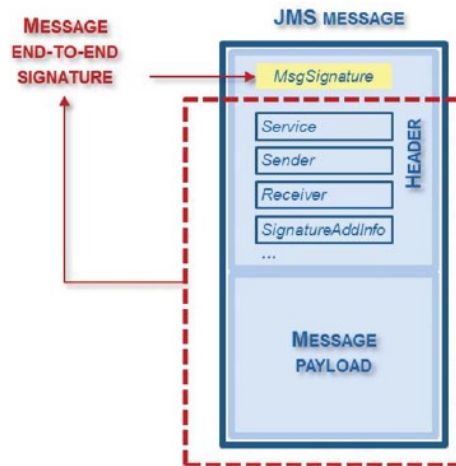 JMS MESSAGE
MESSAGE
END-TO-END
SIGNATURE
MsgSignature
HEADER
Service
Sender
Receiver
SignatureAddInfo
...
MESSAGE
PAYLOAD